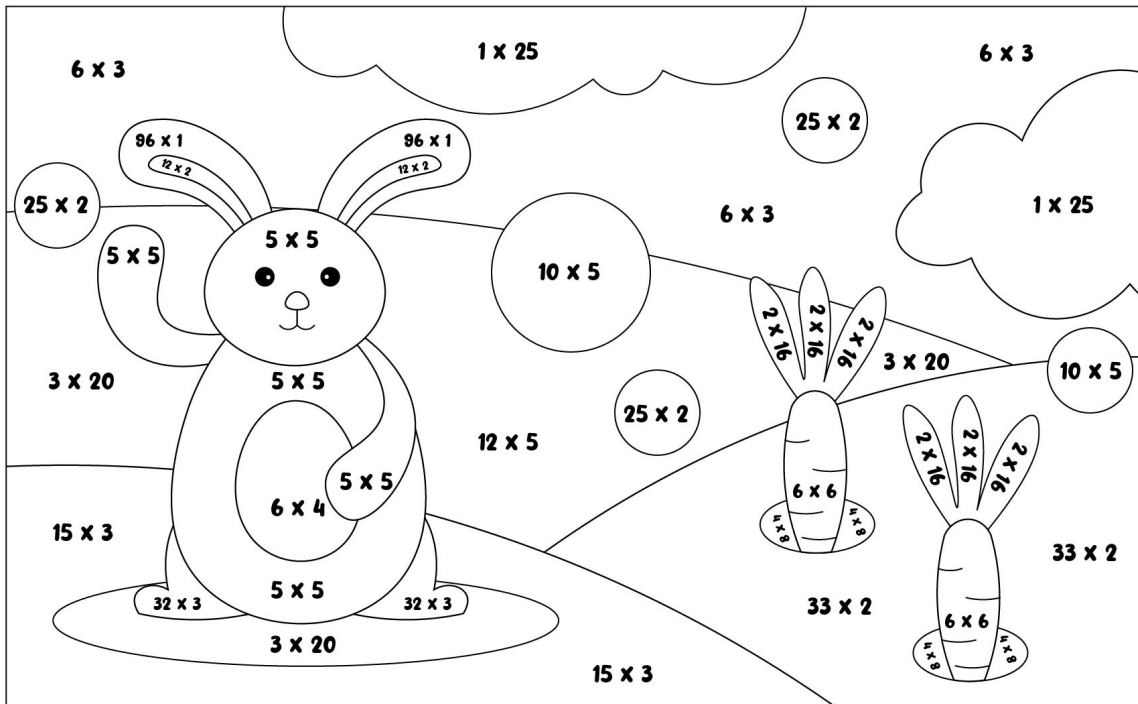 1 x 25
6 x 3
6 x 3
25 x 2
96 x 1
96 x 1
12 x 2
12 x 2
25 x 2
6 x 3
1 x 25
5 x 5
5 x 5
10 x 5
2 x 16
2 x 16
2 x 16
3 x 20
10 x 5
3 x 20
5 x 5
25 x 2
12 x 5
2 x 16
2 x 16
2 x 16
5 x 5
6 x 6
6 x 4
4 x 8
4 x 8
15 x 3
33 x 2
5 x 5
32 x 3
32 x 3
33 x 2
6 x 6
3 x 20
4 x 8
4 x 8
15 x 3